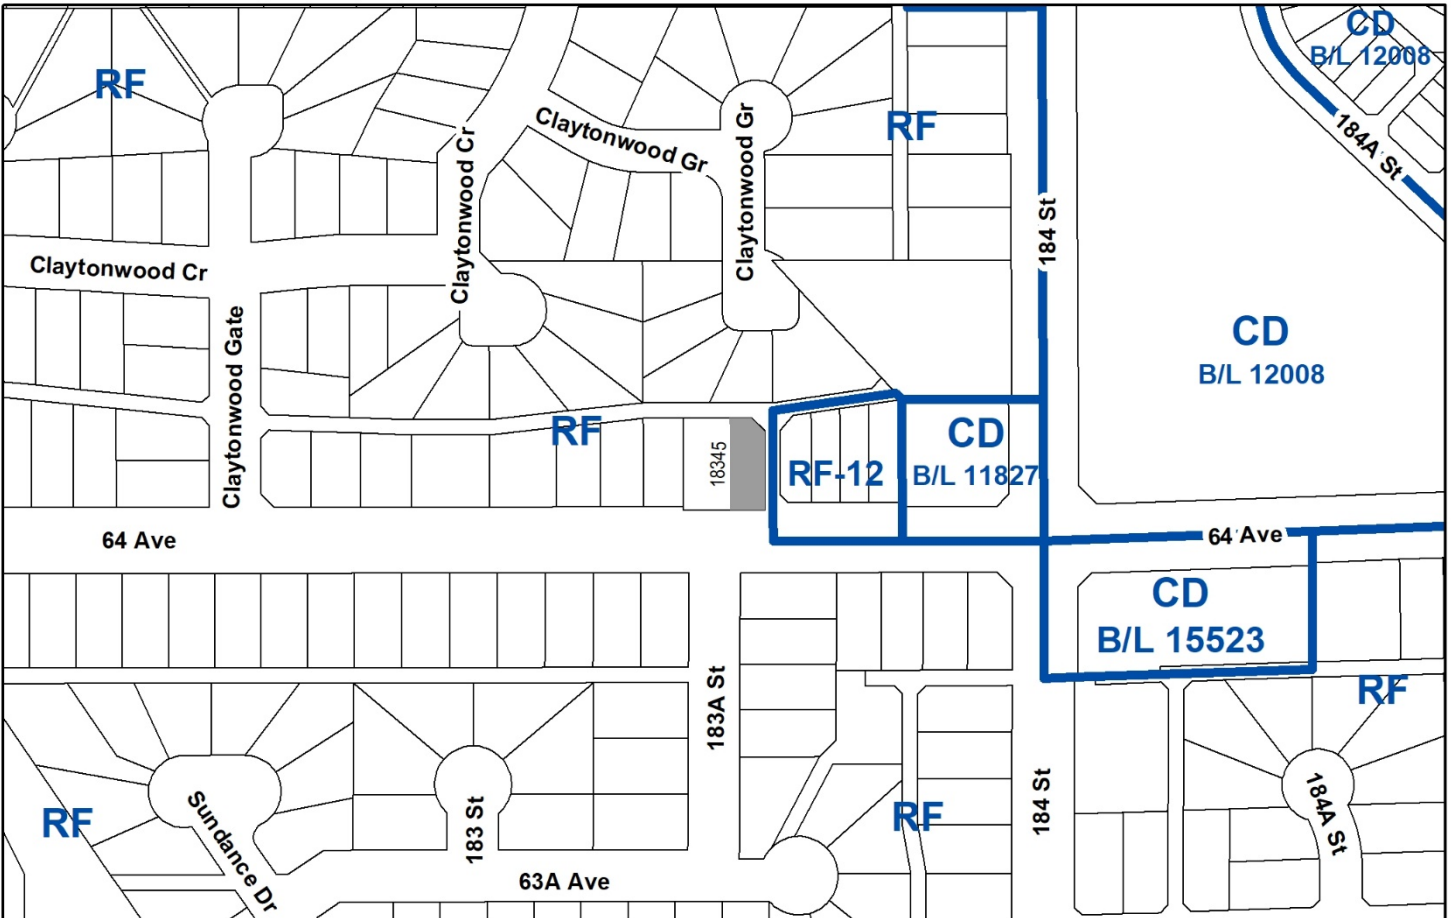 CD
B/L 12008
RF
Claytonwood Gr
Claytonwood Gr
RF
184A St
Claytonwood Cr
184 St
Claytonwood Cr
Claytonwood Gate
CD
B/L 12008
RF
18345
RF-12
CD
B/L 11827
64 Ave
64 Ave
CD
B/L 15523
183A St
RF
RF
Sundance Dr
183 St
RF
184 St
184A St
63A Ave